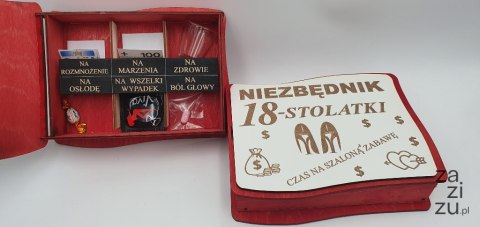 NA
ROZMNOŻENIE
NA
MARZENIA
NA
ZDROWIE
NA
OSŁODĘ
NA WSZELKI
WYPADEK
NA
BÓL GŁOWY
100
NIEZBĘDNIK
18-STOLATKI
CZAS NA SZALONĄ ZABAWĘ
$ $ $ $ $ $
za.
zi
zu.pl